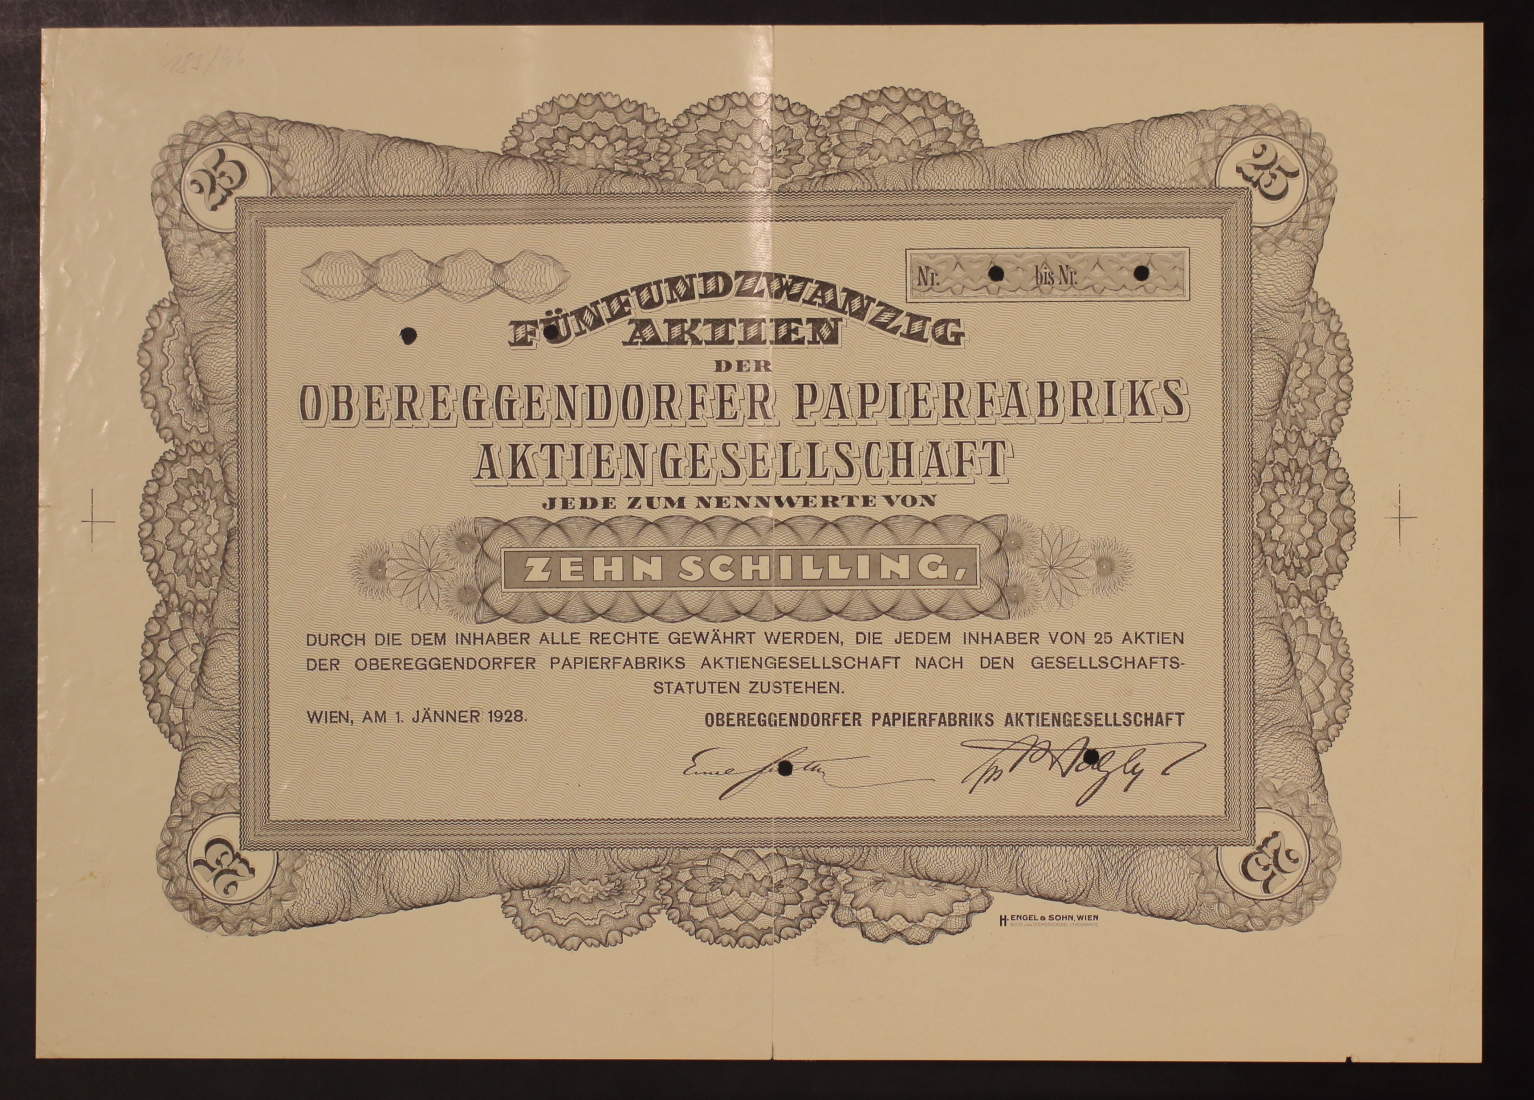 25
25
Nr. bis Nr.
FÜNFUNDZWANZIG
AKTIEN
DER
OBEREGGENDORFER PAPIERFABRIKS
AKTIENGESELLSCHAFT
JEDE ZUM NENNWERTE VON
ZEHN SCHILLING,
DURCH DIE DEM INHABER ALLE RECHTE GEWÄHRT WERDEN, DIE JEDEM INHABER VON 25 AKTIEN
DER OBEREGGENDORFER PAPIERFABRIKS AKTIENGESELLSCHAFT NACH DEN GESELLSCHAFTS-
STATUTEN ZUSTEHEN.
WIEN, AM 1. JÄNNER 1928.
OBEREGGENDORFER PAPIERFABRIKS AKTIENGESELLSCHAFT
25
25
H. ENGEL & SOHN, WIEN